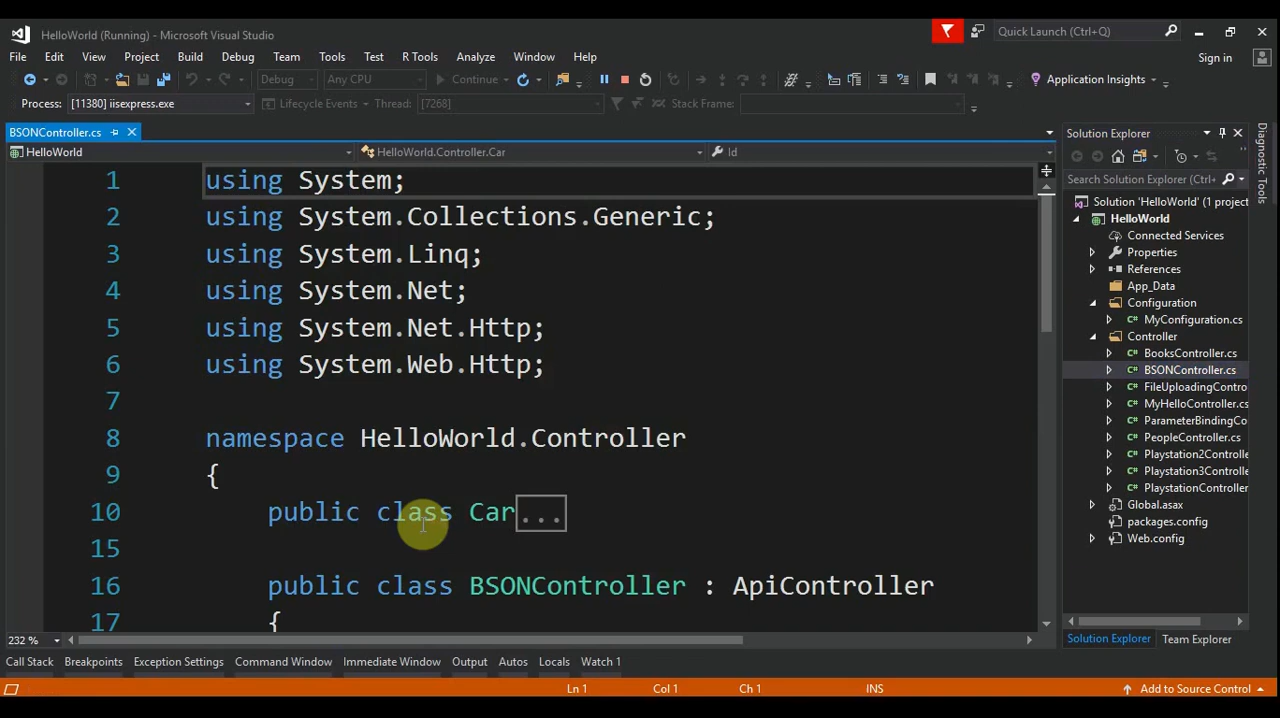 HelloWorld (Running) - Microsoft Visual Studio
Quick Launch (Ctrl+Q)
File Edit View Project Build Debug Team Tools Test R Tools Analyze Window Help
Sign in
Debug Any CPU Continue Application Insights
Process: [11380] iisexpress.exe Lifecycle Events Thread: [7268] Stack Frame:
BSONController.cs
HelloWorld HelloWorld.Controller.Car Id
1 using System;
2 using System.Collections.Generic;
3 using System.Linq;
4 using System.Net;
5 using System.Net.Http;
6 using System.Web.Http;
7
8 namespace HelloWorld.Controller
9 {
10 public class Car...
15
16 public class BSONController : ApiController
17 {
232 %
Solution Explorer
Search Solution Explorer (Ctrl+
Solution 'HelloWorld' (1 project
HelloWorld
Connected Services
Properties
References
App_Data
Configuration
C# MyConfiguration.cs
Controller
C# BooksController.cs
C# BSONController.cs
C# FileUploadingContro
C# MyHelloController.cs
C# ParameterBindingCo
C# PeopleController.cs
C# Playstation2Controlle
C# Playstation3Controlle
C# PlaystationController
Global.asax
packages.config
Web.config
Solution Explorer Team Explorer
Diagnostic Tools
Call Stack Breakpoints Exception Settings Command Window Immediate Window Output Autos Locals Watch 1
Ln 1 Col 1 Ch 1 INS Add to Source Control